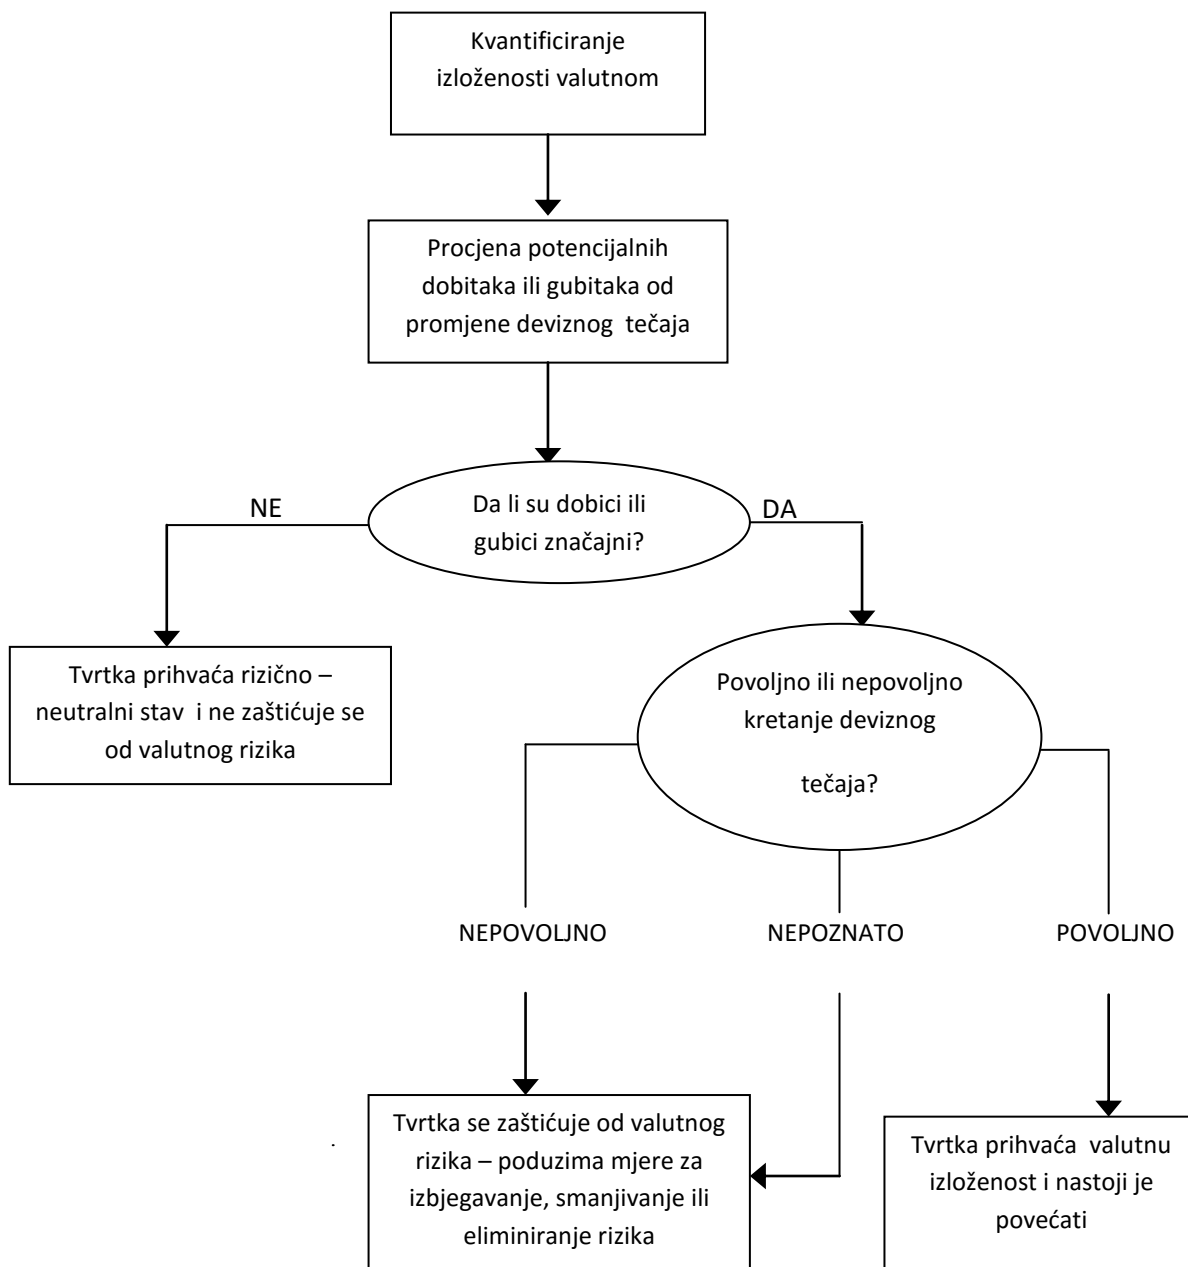 Kvantificiranje
izloženosti valutnom
Procjena potencijalnih
dobitaka ili gubitaka od
promjene deviznog tečaja
Da li su dobici ili
gubici značajni?
NE
DA
Tvrtka prihvaća rizično –
neutralni stav i ne zaštićuje se
od valutnog rizika
Povoljno ili nepovoljno
kretanje deviznog
tečaja?
NEPOVOLJNO
NEPOZNATO
POVOLJNO
Tvrtka se zaštićuje od valutnog
rizika – poduzima mjere za
izbjegavanje, smanjivanje ili
eliminiranje rizika
Tvrtka prihvaća valutnu
izloženost i nastoji je
povećati